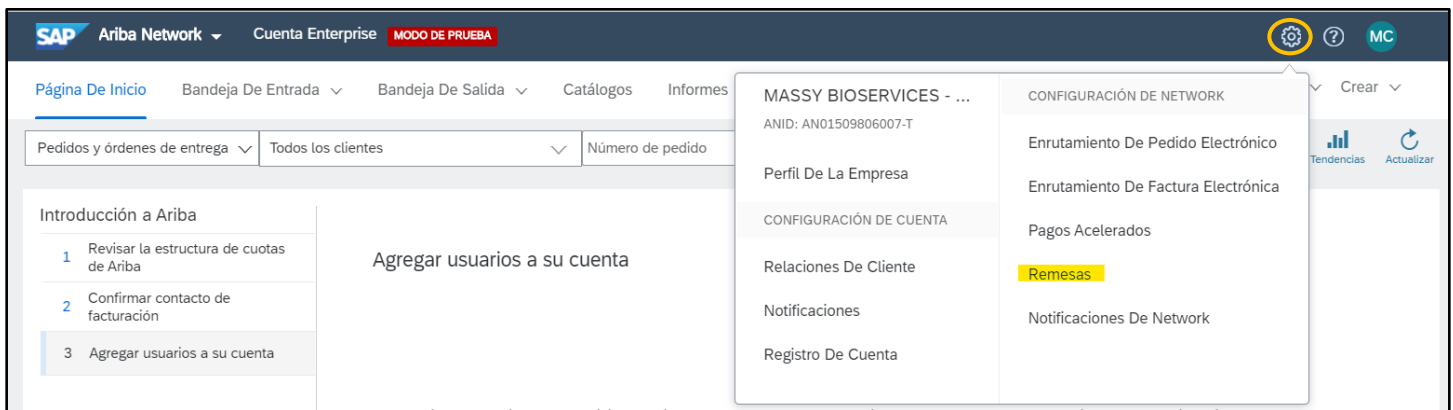 SAP Ariba Network Cuenta Enterprise MODO DE PRUEBA ? MC
Página De Inicio Bandeja De Entrada Bandeja De Salida Catálogos Informes Crear
Pedidos y órdenes de entrega Todos los clientes Número de pedido Tendencias Actualizar
Introducción a Ariba
1 Revisar la estructura de cuotas
de Ariba
2 Confirmar contacto de
facturación
3 Agregar usuarios a su cuenta
Agregar usuarios a su cuenta
MASSY BIOSERVICES - ...
ANID: AN01509806007-T
Perfil De La Empresa
CONFIGURACIÓN DE CUENTA
Relaciones De Cliente
Notificaciones
Registro De Cuenta
CONFIGURACIÓN DE NETWORK
Enrutamiento De Pedido Electrónico
Enrutamiento De Factura Electrónica
Pagos Acelerados
Remesas
Notificaciones De Network